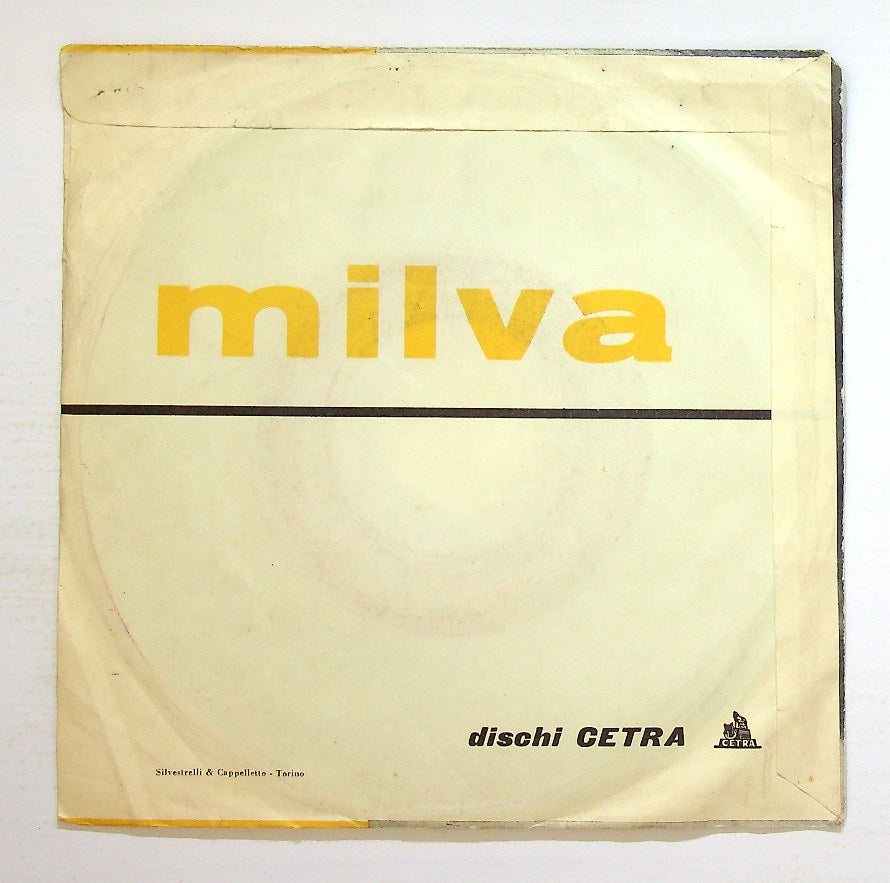 milva
dischi CETRA
CETRA
Silvestrelli & Cappelletto - Torino